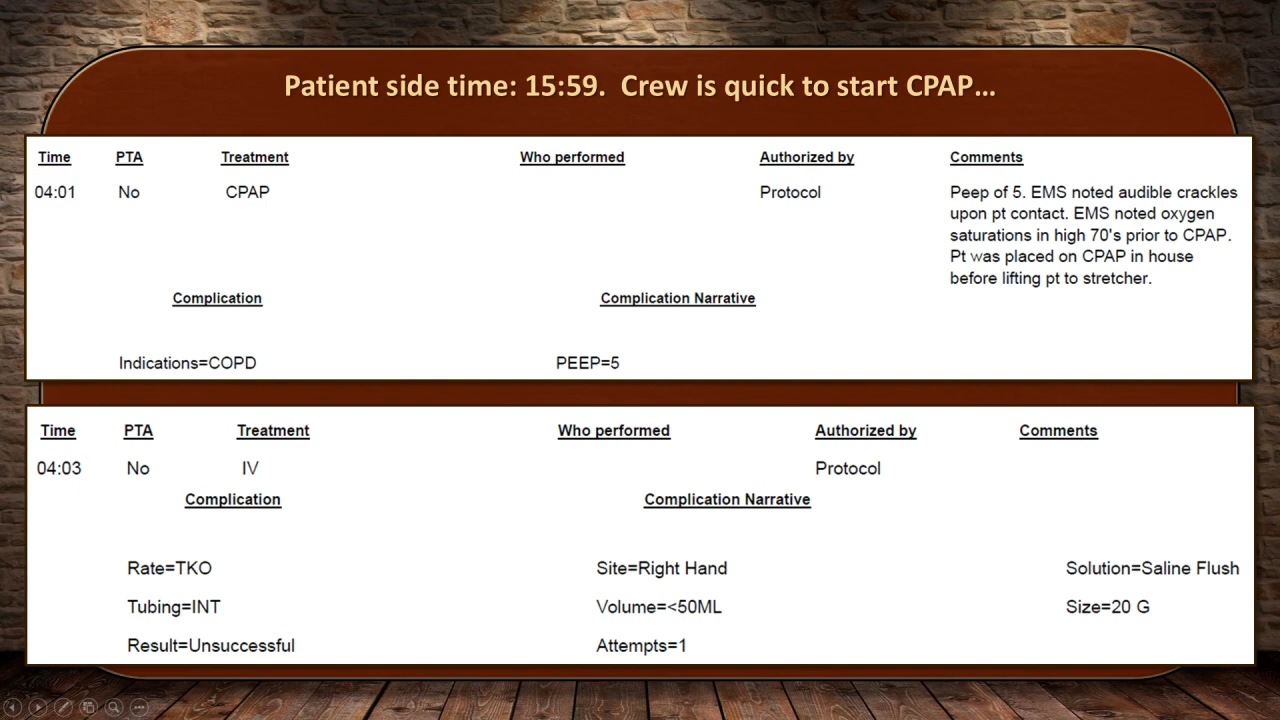 Patient side time: 15:59.  Crew is quick to start CPAP…
Time PTA Treatment Who performed Authorized by Comments
04:01 No CPAP Protocol Peep of 5. EMS noted audible crackles
upon pt contact. EMS noted oxygen
saturations in high 70's prior to CPAP.
Pt was placed on CPAP in house
before lifting pt to stretcher.
Complication Complication Narrative
Indications=COPD PEEP=5
Time PTA Treatment Who performed Authorized by Comments
04:03 No IV Protocol
Complication Complication Narrative
Rate=TKO Site=Right Hand Solution=Saline Flush
Tubing=INT Volume=<50ML Size=20 G
Result=Unsuccessful Attempts=1